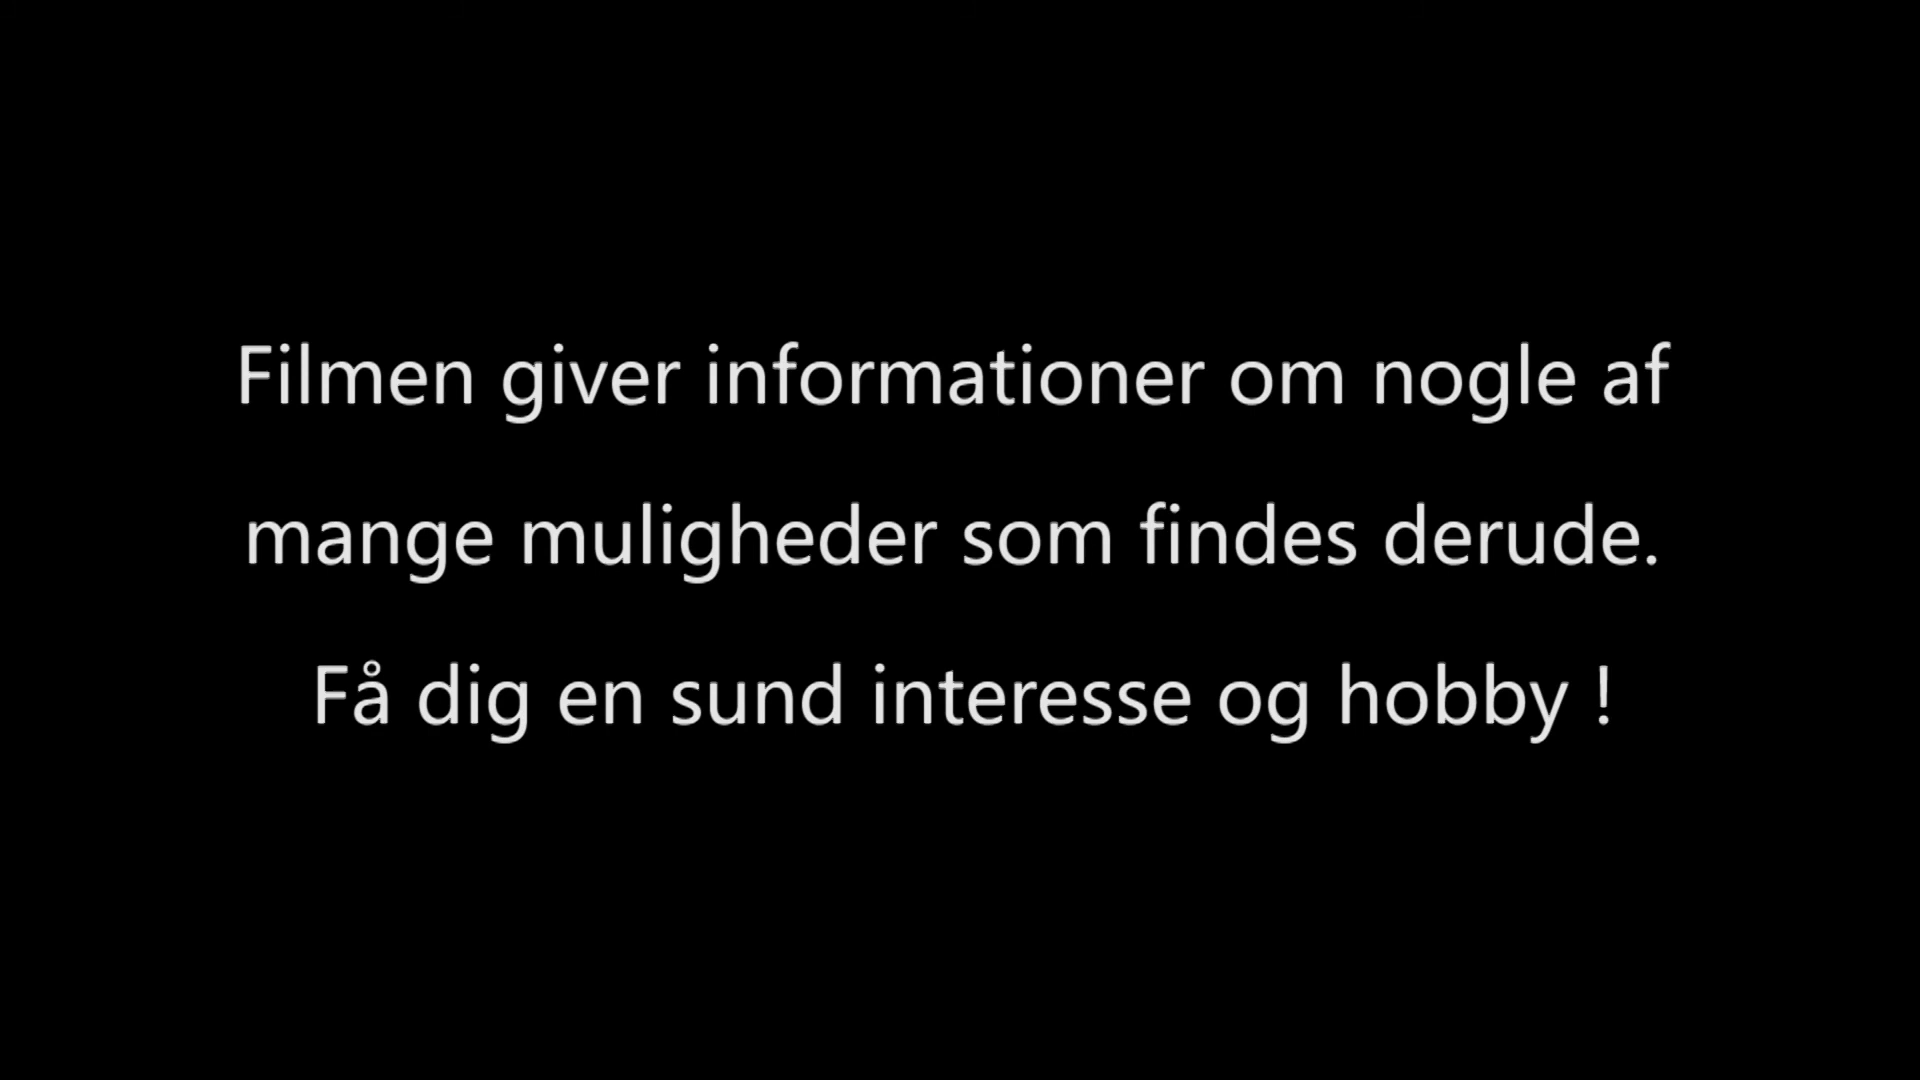 Filmen giver informationer om nogle af
mange muligheder som findes derude.
Få dig en sund interesse og hobby !